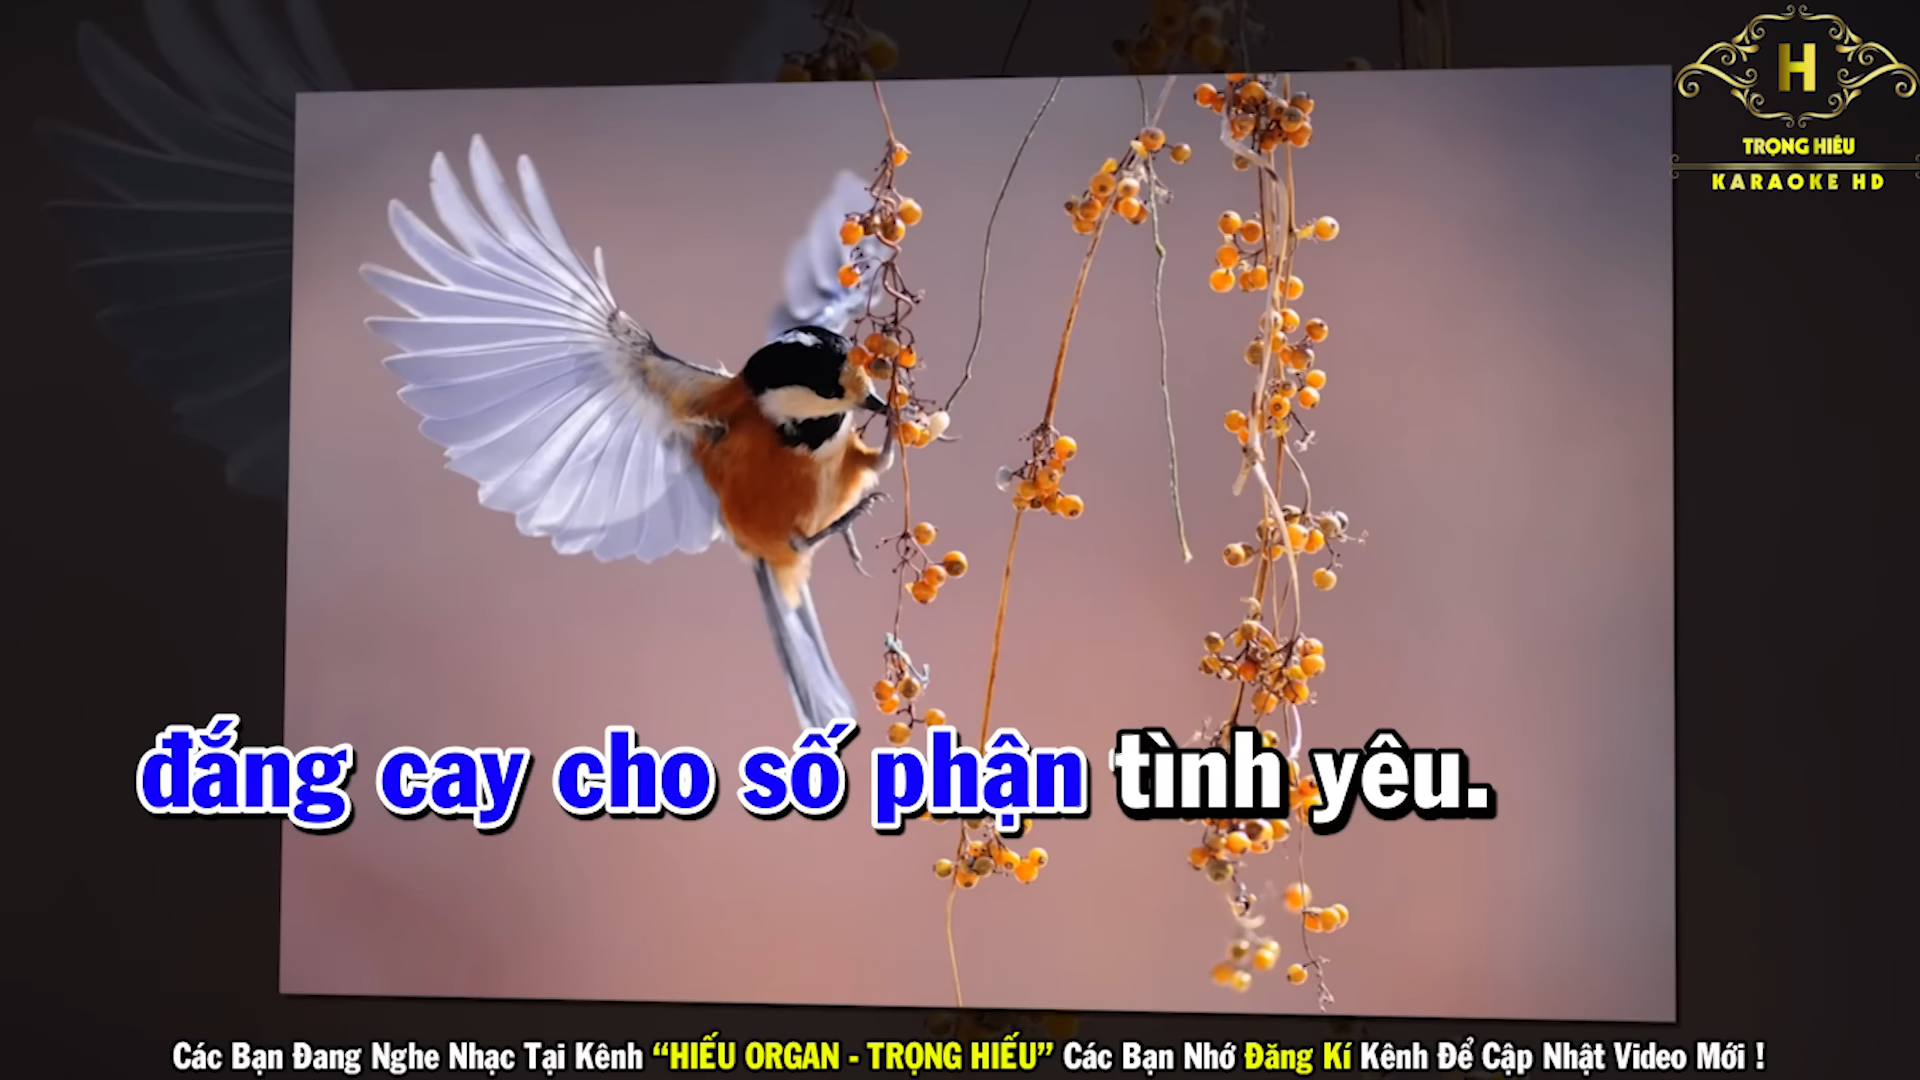 H
TRỌNG HIẾU
KARAOKE HD
đắng cay cho số phận tình yêu.
Các Bạn Đang Nghe Nhạc Tại Kênh “HIẾU ORGAN - TRỌNG HIẾU” Các Bạn Nhớ Đăng Kí Kênh Để Cập Nhật Video Mới !